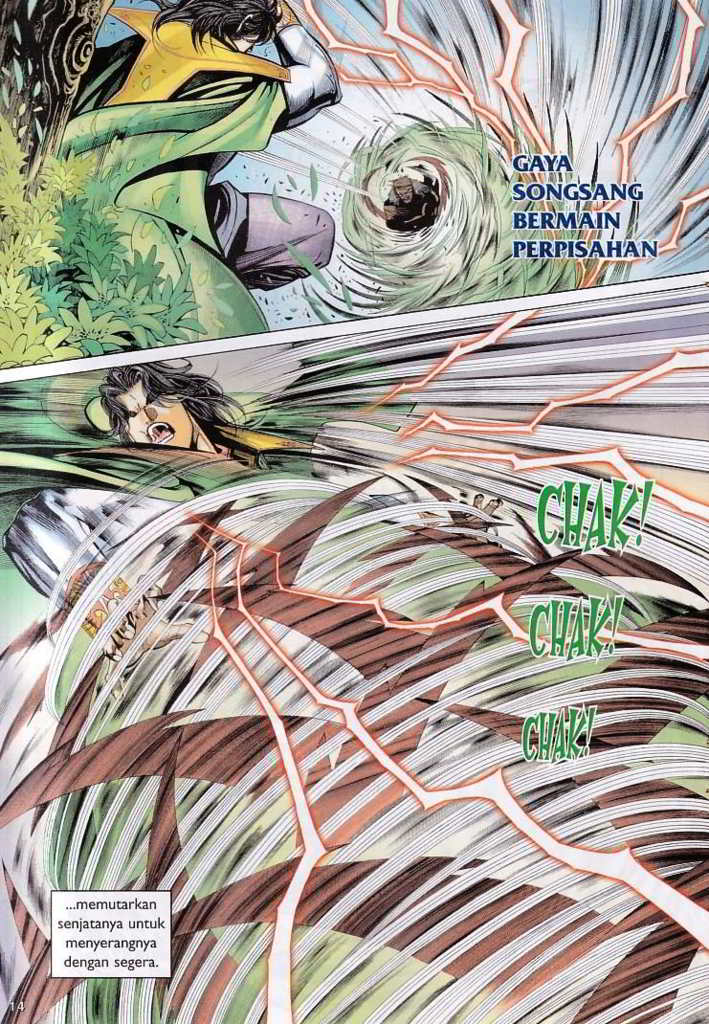 GAYA
SONGSANG
BERMAIN
PERPISAHAN
CHAK!
CHAK!
CHAK!
...memutarkan
senjatanya untuk
menyerangnya
dengan segera.
14